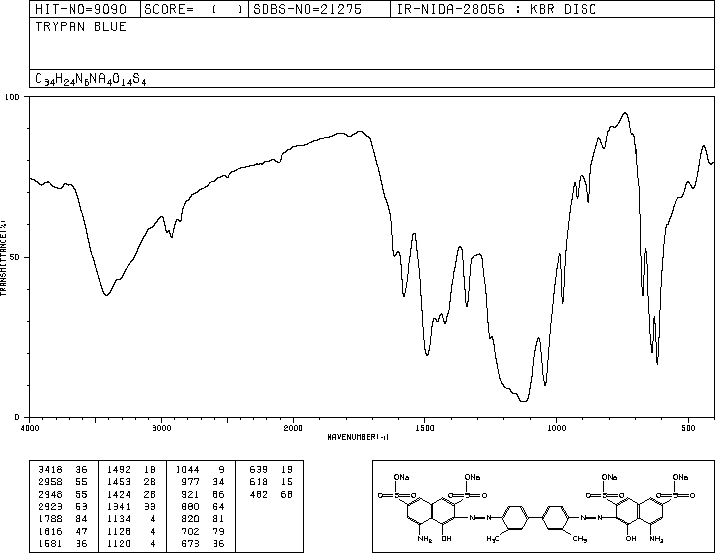 HIT-NO=9090 SCORE= ( ) SDBS-NO=21275 IR-NIDA-28056 : KBR DISC
TRYPAN BLUE
C34H24N6NA4O14S4
100
50
0
TRANSMITTANCE(%)
4000 3000 2000 1500 1000 500
WAVENUMBER(-1)
3418 36 1492 18 1044 9 639 19
2958 55 1453 28 977 34 618 15
2948 55 1424 28 921 66 482 68
2923 53 1341 33 880 64
1788 84 1134 4 820 81
1616 47 1128 4 702 79
1581 36 1120 4 673 36
ONa ONa ONa ONa
O=S=O O=S=O O=S=O O=S=O
N=N N=N
NH2 OH CH3 CH3 OH NH2